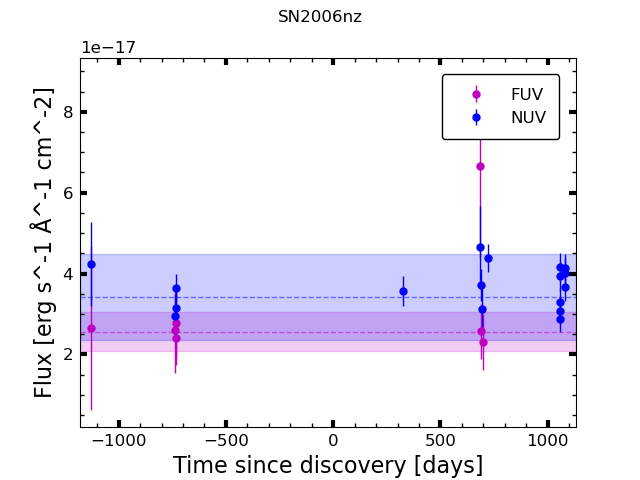 SN2006nz
1e−17
FUV
NUV
8
6
4
2
Flux [erg s^-1 Å^-1 cm^-2]
−1000
−500
0
500
1000
Time since discovery [days]